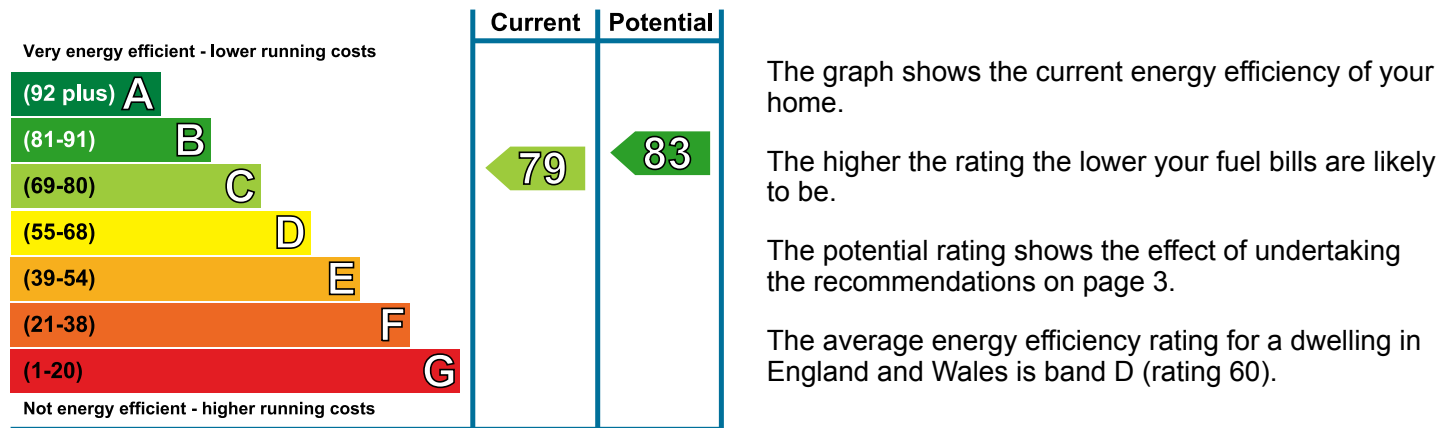 Current Potential
Very energy efficient - lower running costs
(92 plus) A
(81-91) B
(69-80) C
(55-68) D
(39-54) E
(21-38) F
(1-20) G
Not energy efficient - higher running costs
79
83
The graph shows the current energy efficiency of your
home.
The higher the rating the lower your fuel bills are likely
to be.
The potential rating shows the effect of undertaking
the recommendations on page 3.
The average energy efficiency rating for a dwelling in
England and Wales is band D (rating 60).